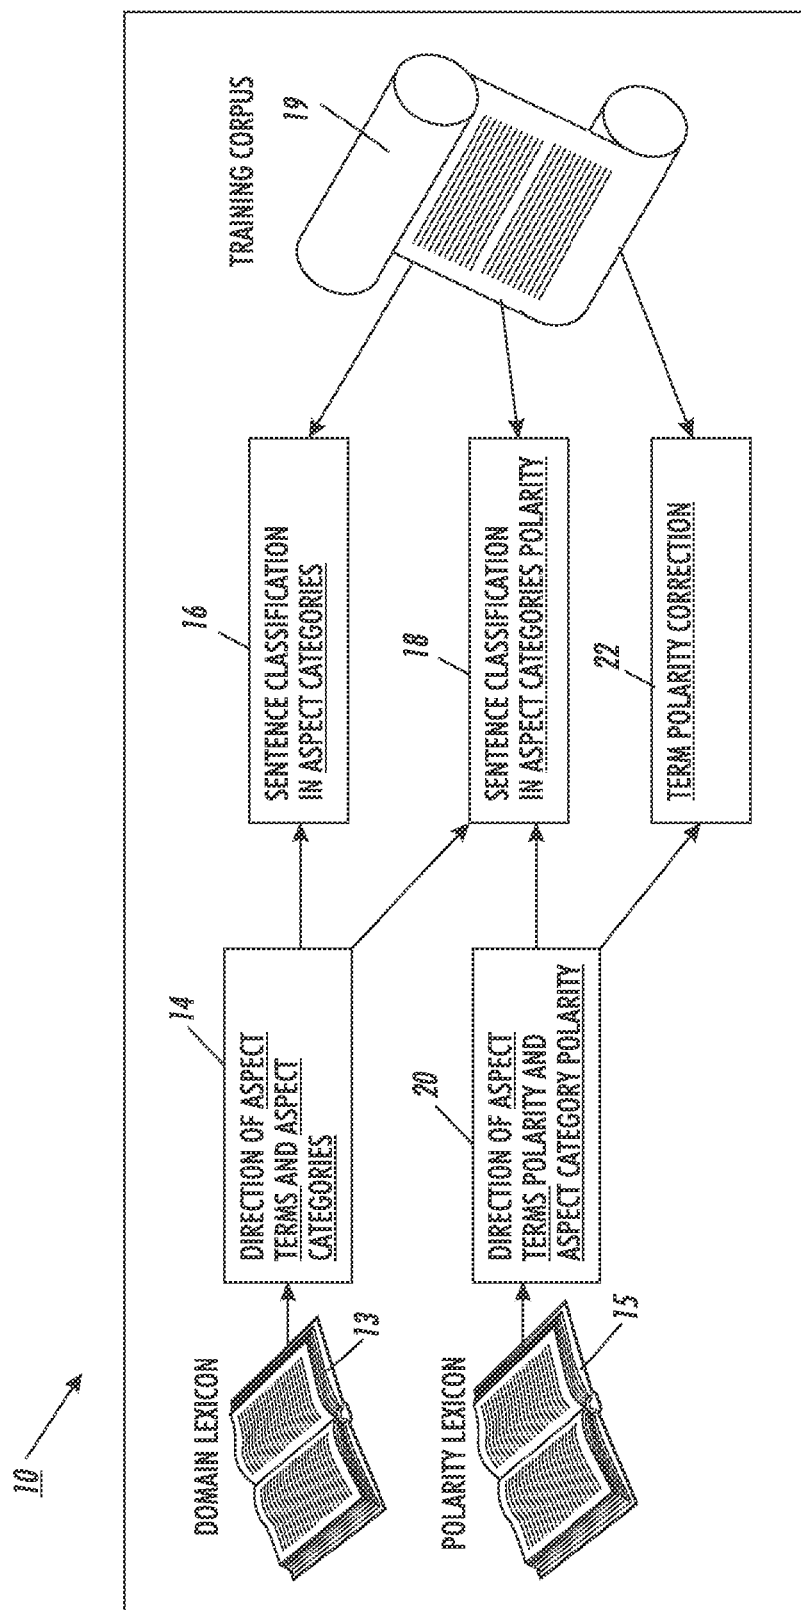 10
DOMAIN LEXICON
13
14
DIRECTION OF ASPECT
TERMS AND ASPECT
CATEGORIES
16
SENTENCE CLASSIFICATION
IN ASPECT CATEGORIES
TRAINING CORPUS
19
POLARITY LEXICON
15
20
DIRECTION OF ASPECT
TERMS POLARITY AND
ASPECT CATEGORY POLARITY
18
SENTENCE CLASSIFICATION
IN ASPECT CATEGORIES POLARITY
22
TERM POLARITY CORRECTION